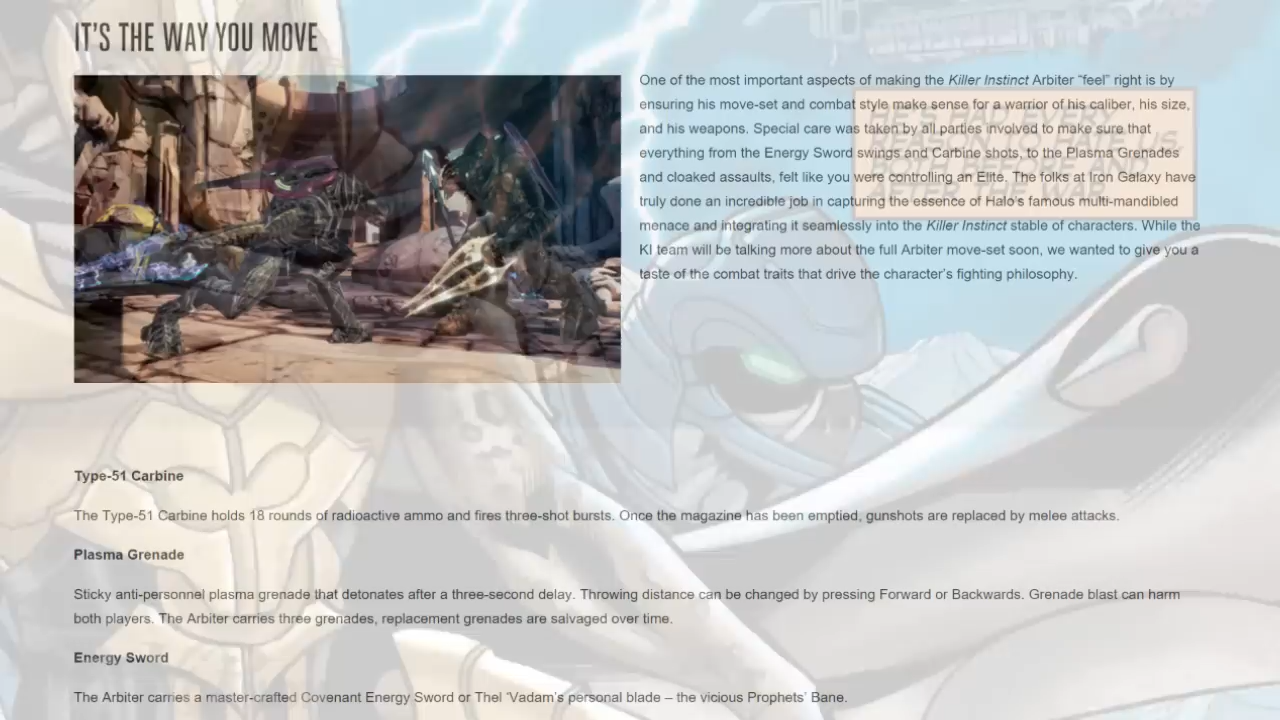 IT'S THE WAY YOU MOVE
One of the most important aspects of making the Killer Instinct Arbiter “feel” right is by
ensuring his move-set and combat style make sense for a warrior of his caliber, his size,
and his weapons. Special care was taken by all parties involved to make sure that
everything from the Energy Sword swings and Carbine shots, to the Plasma Grenades
and cloaked assaults, felt like you were controlling an Elite. The folks at Iron Galaxy have
truly done an incredible job in capturing the essence of Halo’s famous multi-mandibled
menace and integrating it seamlessly into the Killer Instinct stable of characters. While the
KI team will be talking more about the full Arbiter move-set soon, we wanted to give you a
taste of the combat traits that drive the character’s fighting philosophy.
HE'S HAD EVERY
AFTER THE WAR
Type-51 Carbine
The Type-51 Carbine holds 18 rounds of radioactive ammo and fires three-shot bursts. Once the magazine has been emptied, gunshots are replaced by melee attacks.
Plasma Grenade
Sticky anti-personnel plasma grenade that detonates after a three-second delay. Throwing distance can be changed by pressing Forward or Backwards. Grenade blast can harm
both players. The Arbiter carries three grenades, replacement grenades are salvaged over time.
Energy Sword
The Arbiter carries a master-crafted Covenant Energy Sword or Thel ‘Vadam’s personal blade – the vicious Prophets’ Bane.